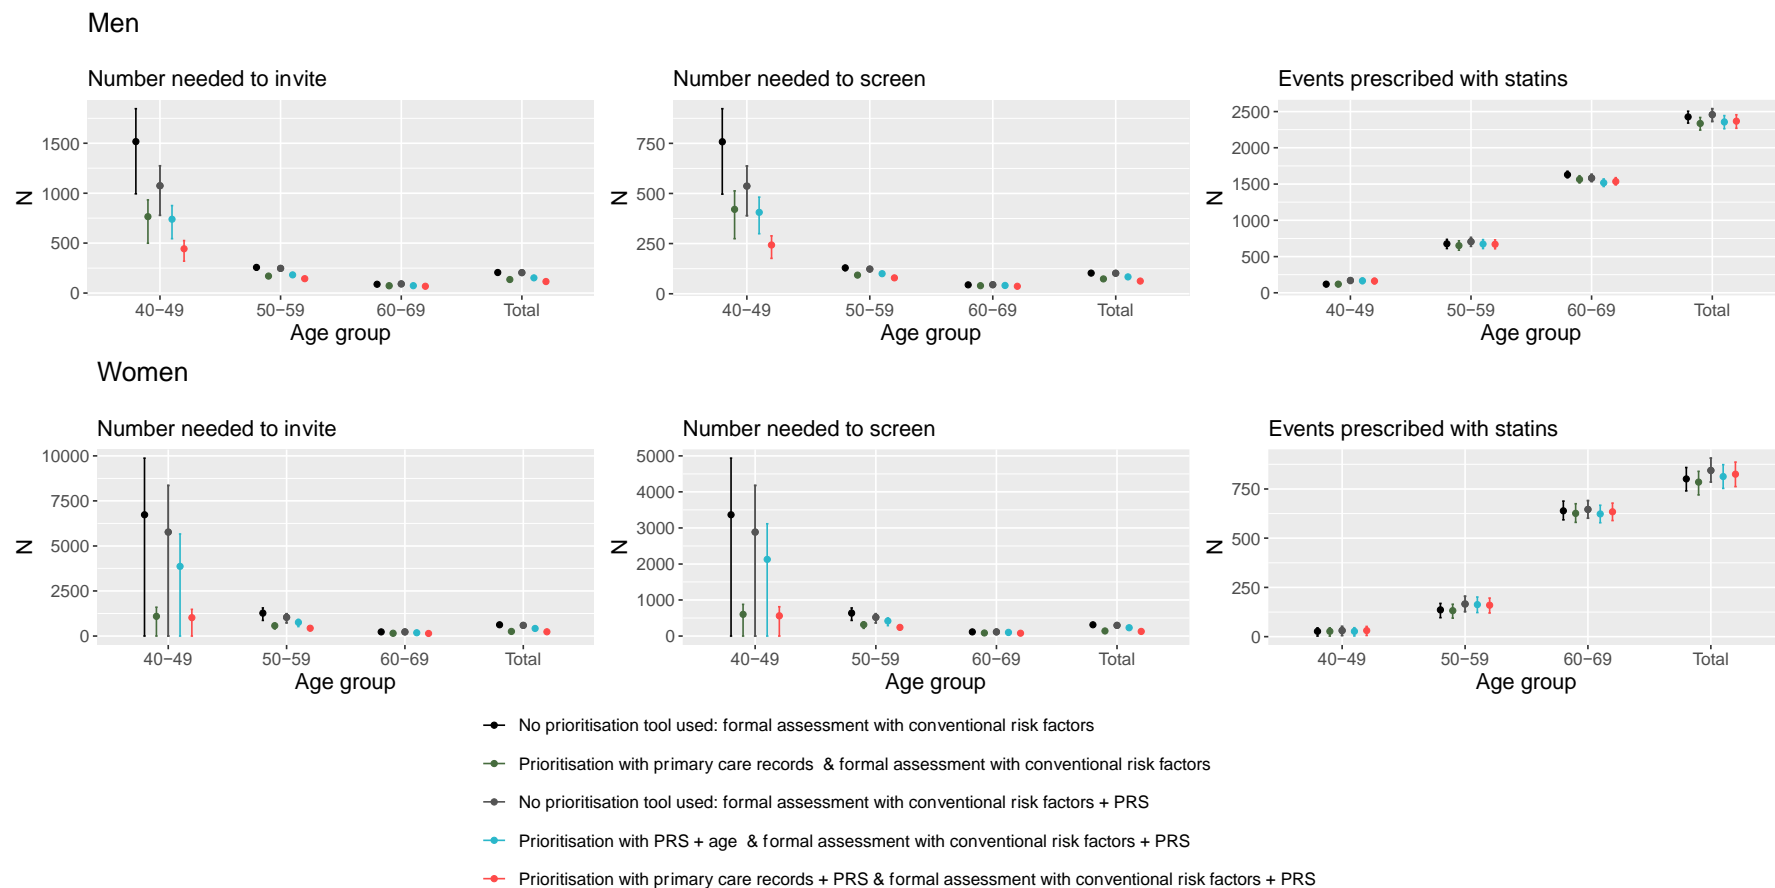 Men
Number needed to invite
Number needed to screen
Events prescribed with statins
N
1500
1000
500
0
40−49
50−59
60−69
Total
Age group
N
750
500
250
0
40−49
50−59
60−69
Total
Age group
N
2500
2000
1500
1000
500
0
40−49
50−59
60−69
Total
Age group
Women
Number needed to invite
Number needed to screen
Events prescribed with statins
N
10000
7500
5000
2500
0
40−49
50−59
60−69
Total
Age group
N
5000
4000
3000
2000
1000
0
40−49
50−59
60−69
Total
Age group
N
750
500
250
0
40−49
50−59
60−69
Total
Age group
No prioritisation tool used: formal assessment with conventional risk factors
Prioritisation with primary care records & formal assessment with conventional risk factors
No prioritisation tool used: formal assessment with conventional risk factors + PRS
Prioritisation with PRS + age & formal assessment with conventional risk factors + PRS
Prioritisation with primary care records + PRS & formal assessment with conventional risk factors + PRS